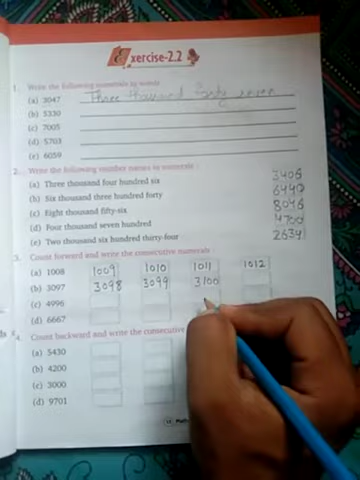 Exercise-2.2
1. Write the following numerals in words
(a) 3047 Three thousand forty seven
(b) 5330
(c) 7005
(d) 5703
(e) 6059
2. Write the following number names in numerals
(a) Three thousand four hundred six 3406
(b) Six thousand three hundred forty
(c) Eight thousand fifty-six
(d) Four thousand seven hundred 4700
(e) Two thousand six hundred thirty-four 2634
3. Count forward and write the consecutive numerals
(a) 1008 1009 1010 1011 1012
(b) 3097 3098 3099 3100
(c) 4996
(d) 6667
4. Count backward and write the consecutive
(a) 5430
(b) 4200
(c) 3000
(d) 9701